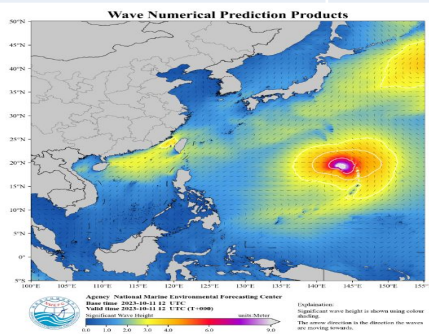 Wave Numerical Prediction Products
50°N
45°N
40°N
35°N
30°N
25°N
20°N
15°N
10°N
5°N
0°
5°S
100°E 105°E 110°E 115°E 120°E 125°E 130°E 135°E 140°E 145°E 150°E 155°E
Agency National Marine Environmental Forecasting Center
Base time 2023-10-11 12 UTC
Valid time 2023-10-11 12 UTC (T+000)
Significant Wave Height units:Meter
0.0 1.0 2.0 3.0 4.0 6.0 9.0
Explaination:
Significant wave height is shown using colour
shading.
The arrow direction is the direction the waves
are moving towards.